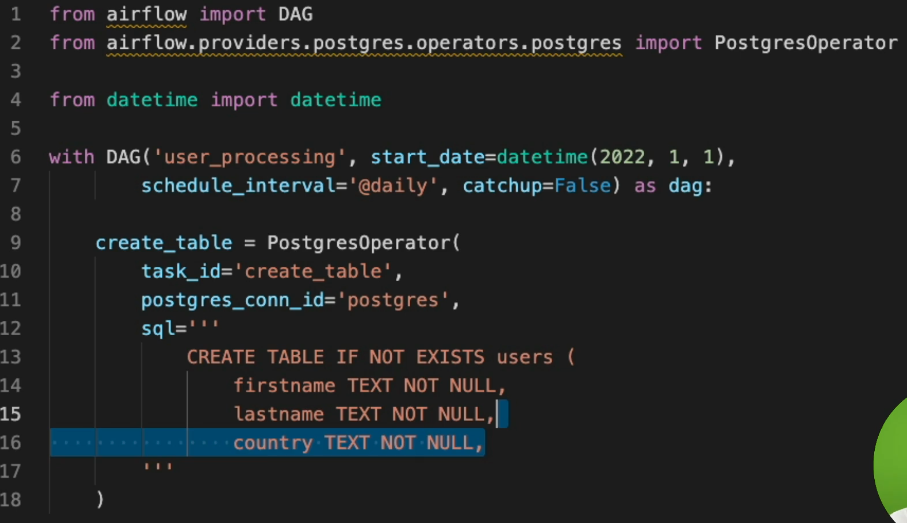 1 from airflow import DAG
2 from airflow.providers.postgres.operators.postgres import PostgresOperator
3
4 from datetime import datetime
5
6 with DAG('user_processing', start_date=datetime(2022, 1, 1),
7         schedule_interval='@daily', catchup=False) as dag:
8
9     create_table = PostgresOperator(
10         task_id='create_table',
11         postgres_conn_id='postgres',
12         sql='''
13             CREATE TABLE IF NOT EXISTS users (
14                 firstname TEXT NOT NULL,
15                 lastname TEXT NOT NULL,
16                 country TEXT NOT NULL,
17         '''
18     )